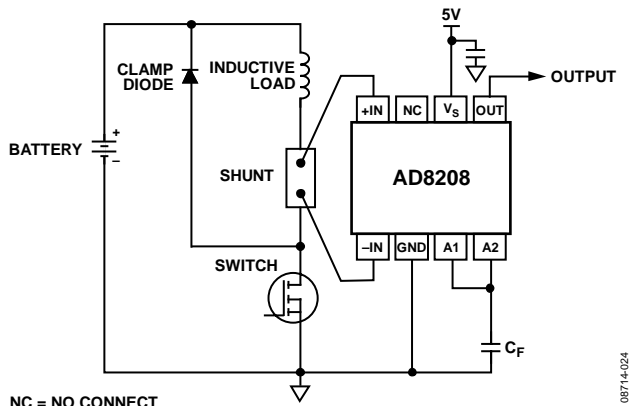 5V
CLAMP
DIODE
INDUCTIVE
LOAD
OUTPUT
+IN NC VS OUT
BATTERY
+
–
SHUNT
AD8208
–IN GND A1 A2
SWITCH
CF
NC = NO CONNECT
08714-024